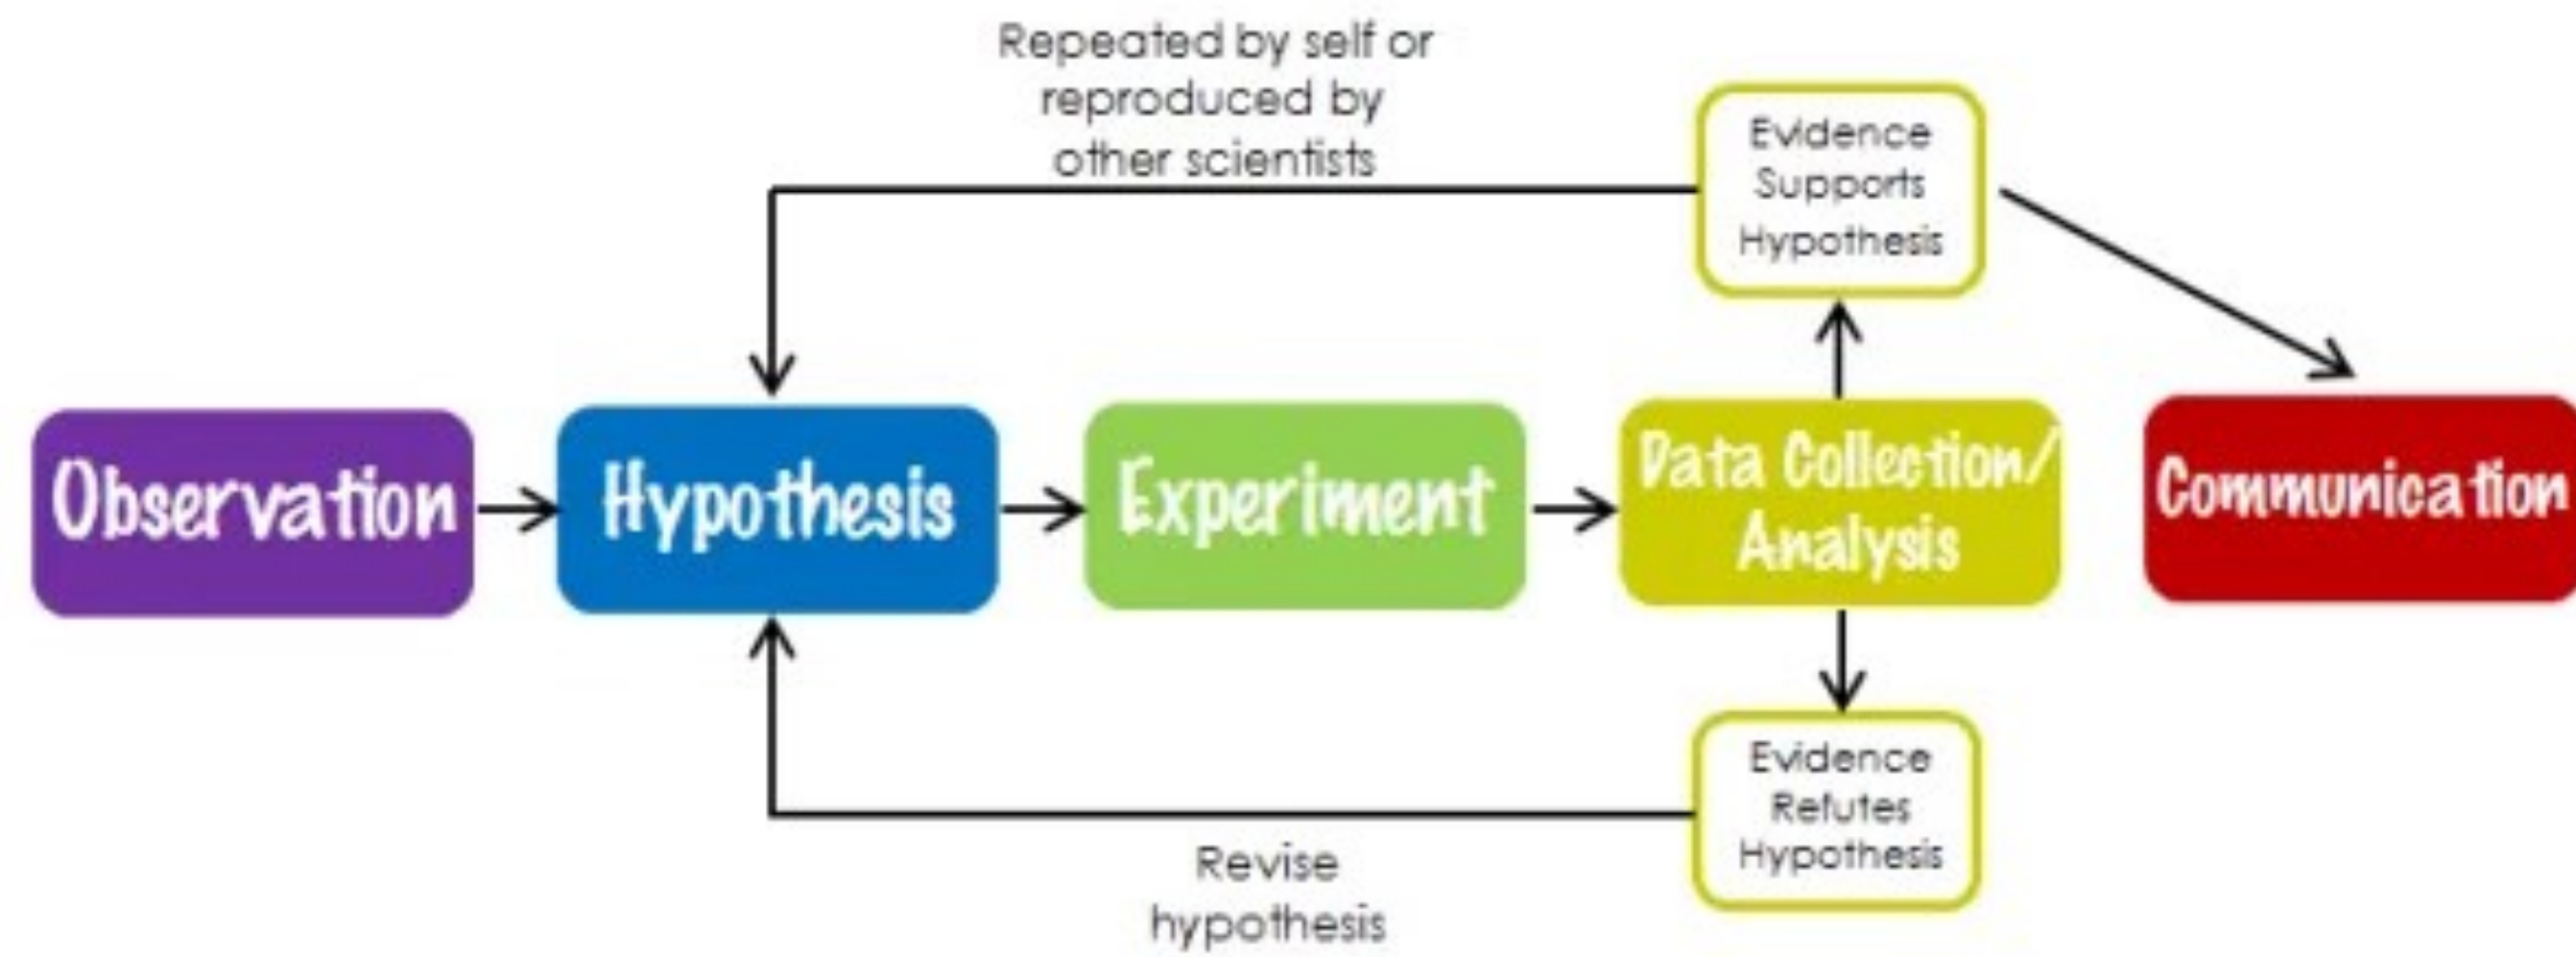 Repeated by self or
reproduced by
other scientists
Evidence
Supports
Hypothesis
Observation
Hypothesis
Experiment
Data Collection/
Analysis
Communication
Evidence
Refutes
Hypothesis
Revise
hypothesis